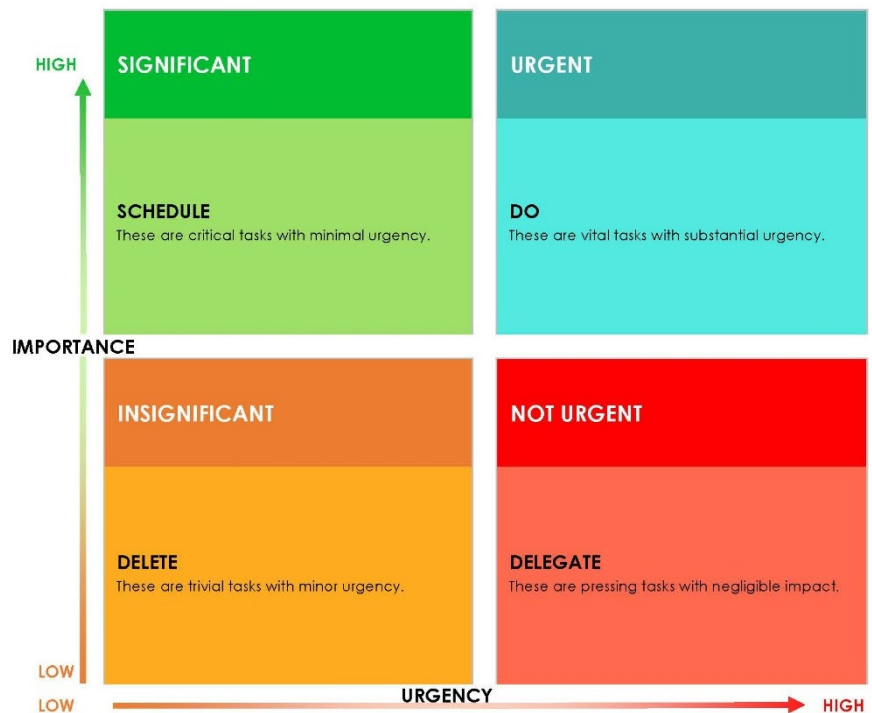 HIGH
SIGNIFICANT
URGENT
SCHEDULE
These are critical tasks with minimal urgency.
DO
These are vital tasks with substantial urgency.
IMPORTANCE
INSIGNIFICANT
NOT URGENT
DELETE
These are trivial tasks with minor urgency.
DELEGATE
These are pressing tasks with negligible impact.
LOW
LOW
URGENCY
HIGH